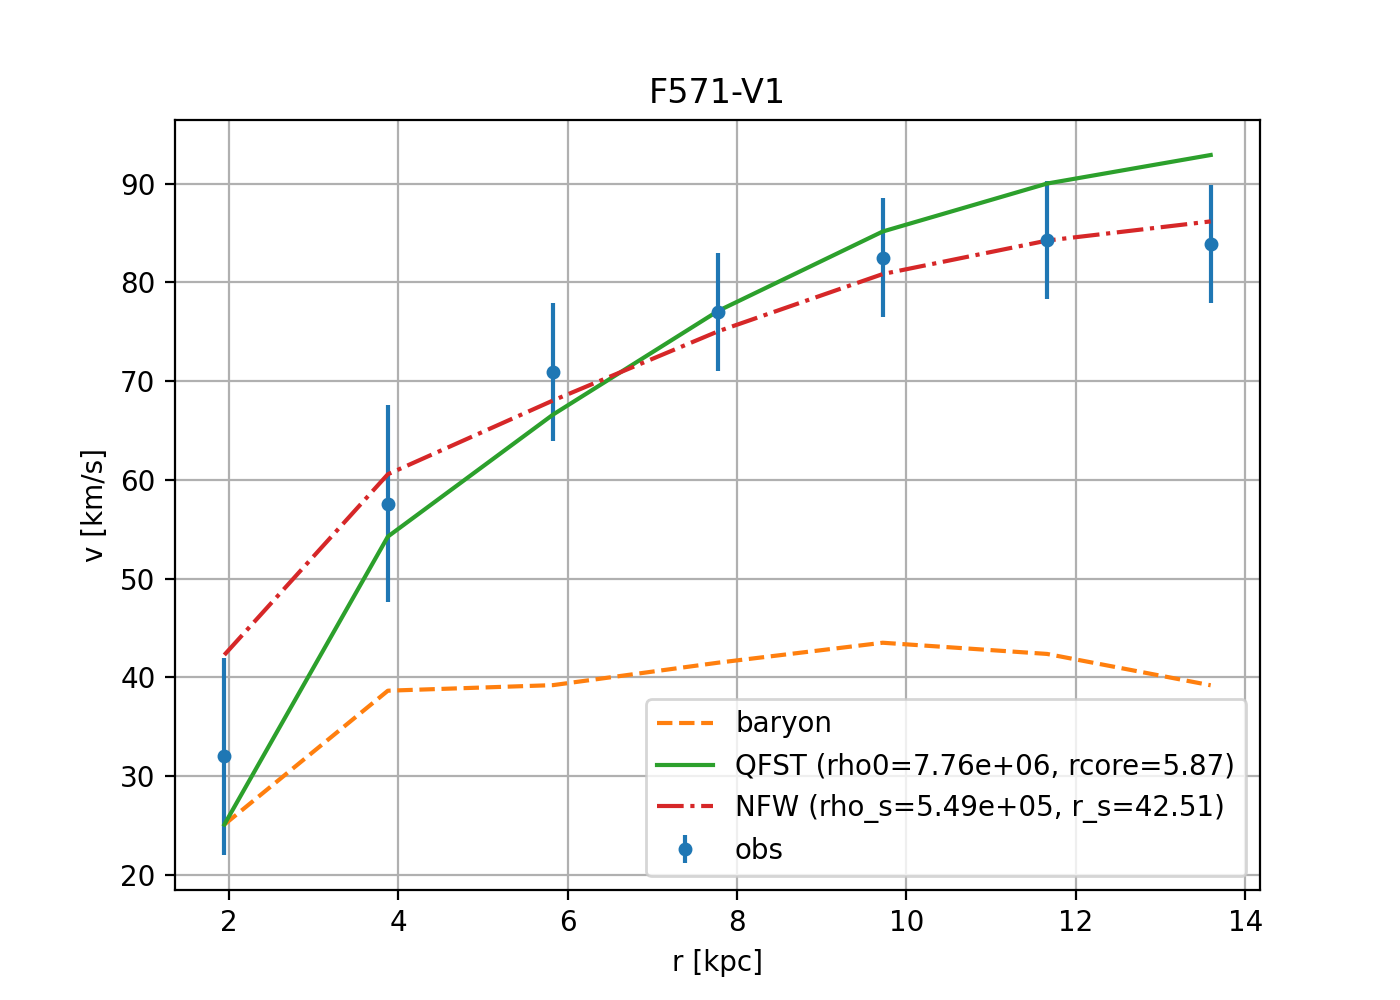 F571-V1
v [km/s]
90
80
70
60
50
40
30
20
baryon
QFST (rho0=7.76e+06, rcore=5.87)
NFW (rho_s=5.49e+05, r_s=42.51)
obs
2 4 6 8 10 12 14
r [kpc]